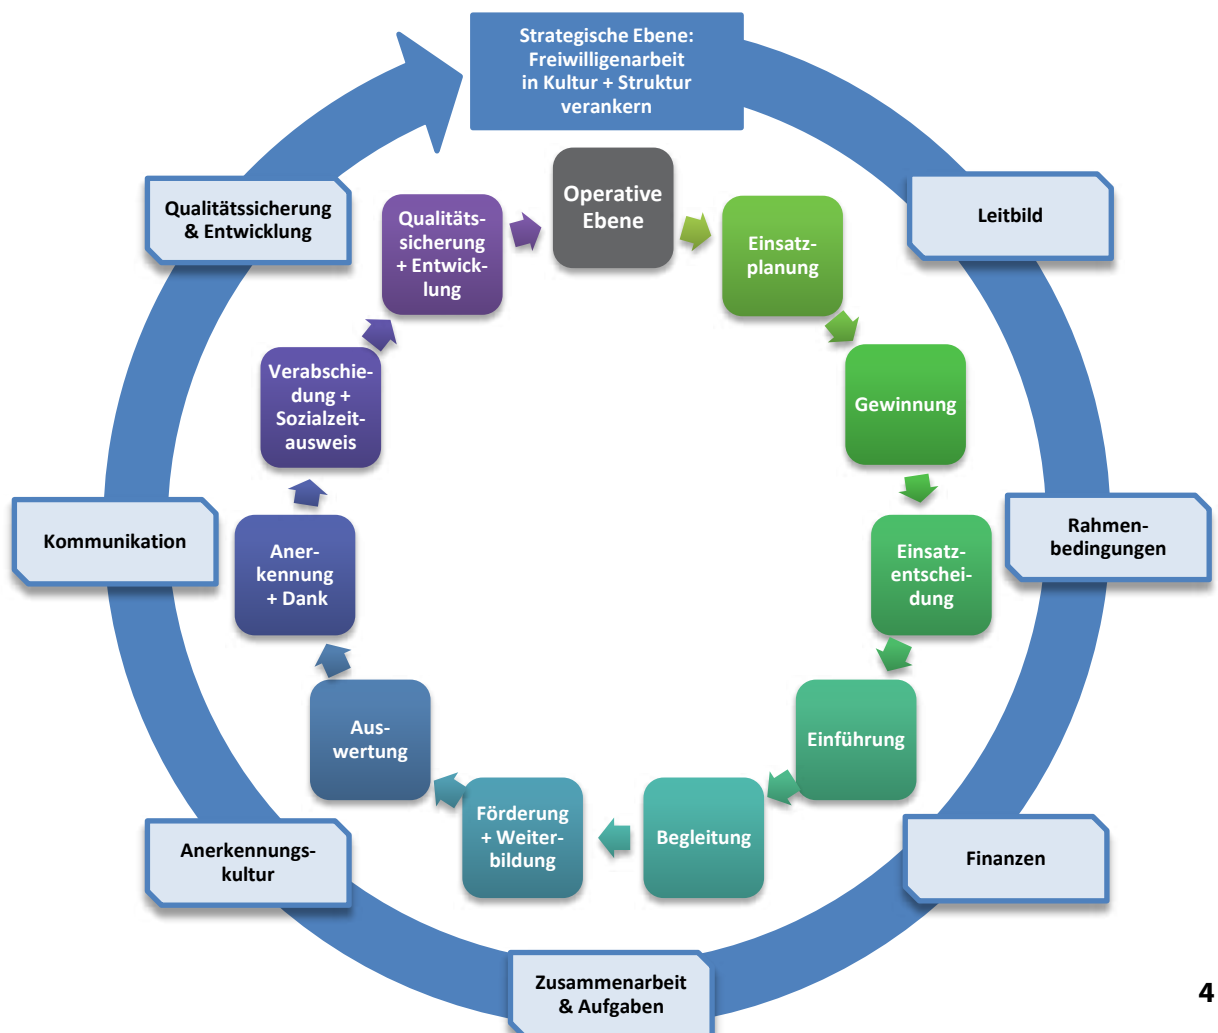 Strategische Ebene:
Freiwilligenarbeit
in Kultur + Struktur
verankern
Leitbild
Rahmen-
bedingungen
Finanzen
Zusammenarbeit
& Aufgaben
Anerkennungs-
kultur
Kommunikation
Qualitätssicherung
& Entwicklung
Operative
Ebene
Einsatz-
planung
Gewinnung
Einsatz-
entschei-
dung
Einführung
Begleitung
Förderung
+ Weiter-
bildung
Aus-
wertung
Aner-
kennung
+ Dank
Verabschie-
dung +
Sozialzeit-
ausweis
Qualitäts-
sicherung
+ Entwick-
lung
4